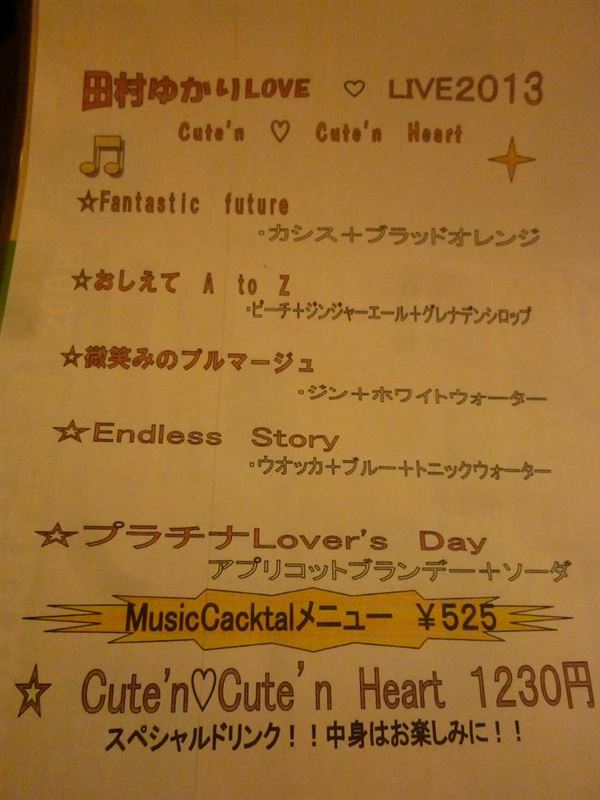 田村ゆかりLOVE ♡ LIVE2013
Cute'n ♡ Cute'n Heart
☆Fantastic future
・カシス+ブラッドオレンジ
☆おしえて A to Z
・ピーチ+ジンジャーエール+グレナデンシロップ
☆微笑みのプルマージュ
・ジン+ホワイトウォーター
☆Endless Story
・ウオッカ+ブルー+トニックウォーター
☆プラチナLover's Day
アプリコットブランデー+ソーダ
MusicCacktalメニュー ¥525
☆ Cute'n♡Cute'n Heart 1230円
スペシャルドリンク!!中身はお楽しみに!!